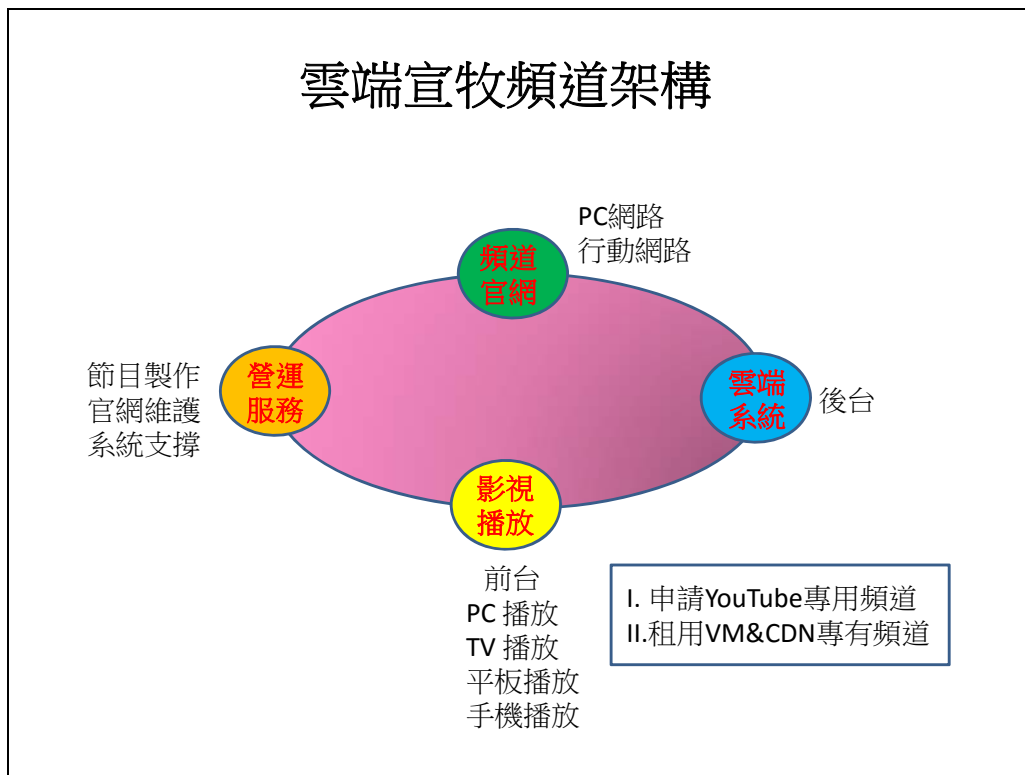 雲端宣牧頻道架構
PC網路
行動網路
頻道
官網
營運
服務
節目製作
官網維護
系統支撐
雲端
系統
後台
影視
播放
前台
PC 播放
TV 播放
平板播放
手機播放
I. 申請YouTube專用頻道
II.租用VM&CDN專有頻道